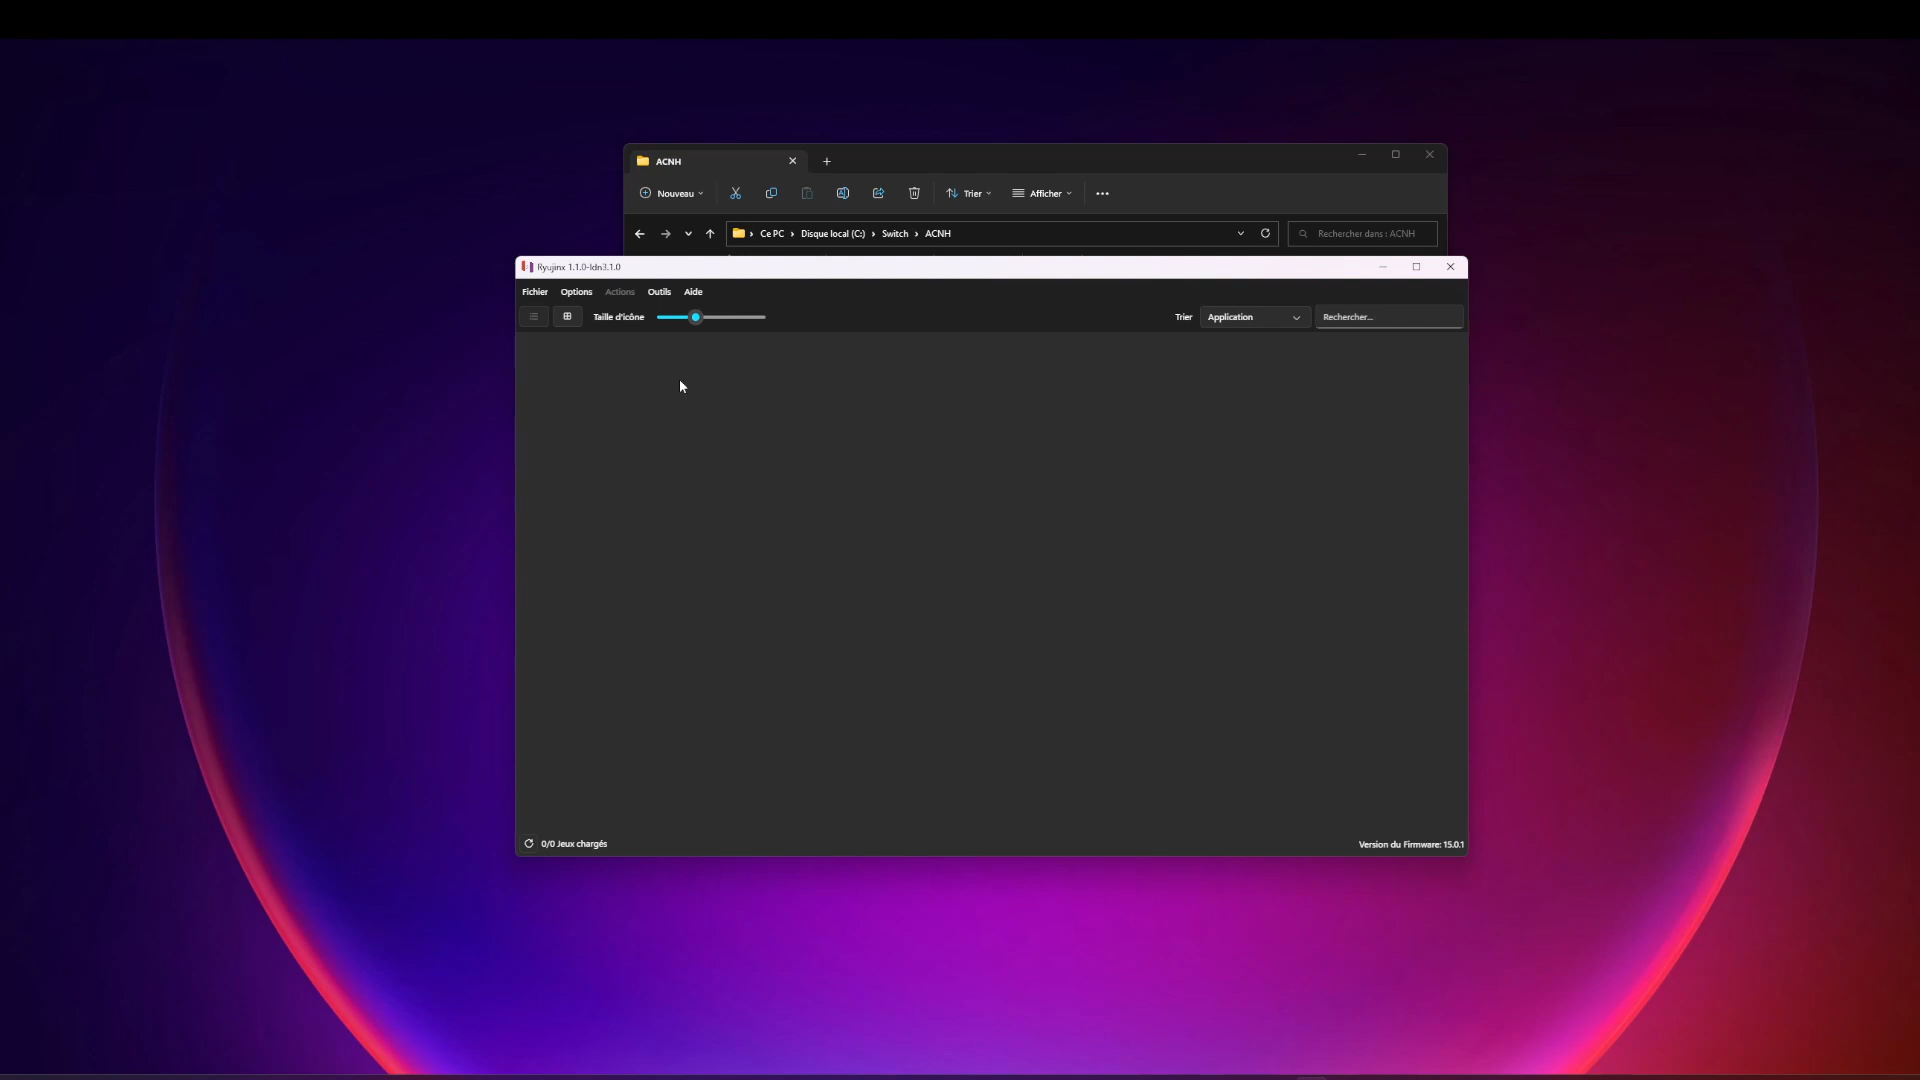 ACNH
Nouveau
Trier
Afficher
Ce PC › Disque local (C:) › Switch › ACNH
Rechercher dans : ACNH
Ryujinx 1.1.0-ldn3.1.0
Fichier Options Actions Outils Aide
Taille d'icône
Trier
Application
Rechercher...
0/0 Jeux chargés
Version du Firmware: 15.0.1